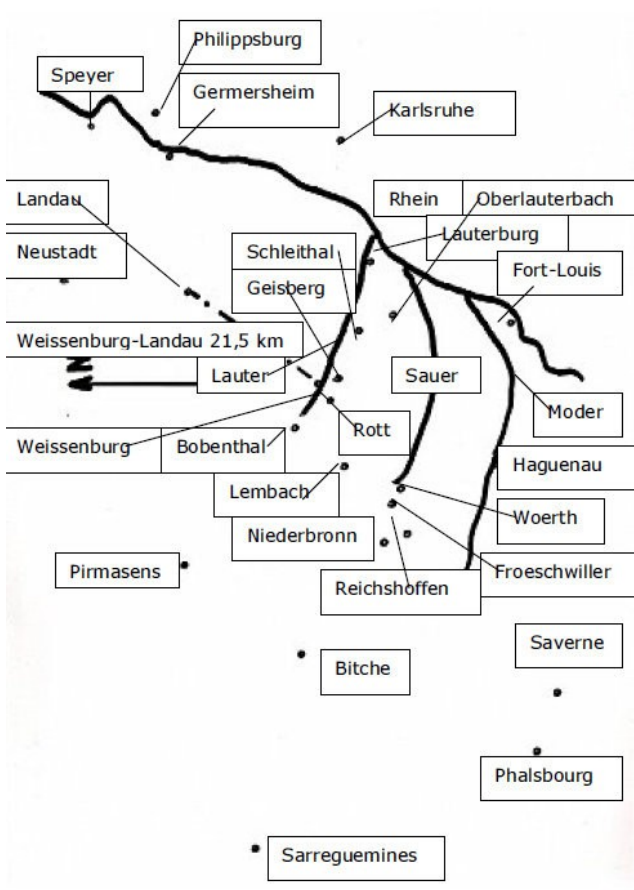 Philippsburg
Speyer
Germersheim
Karlsruhe
Landau
Rhein
Oberlauterbach
Lauterburg
Neustadt
Schleithal
Fort-Louis
Geisberg
Weissenburg-Landau 21,5 km
N
Lauter
Sauer
Moder
Rott
Weissenburg
Bobenthal
Haguenau
Lembach
Woerth
Niederbronn
Pirmasens
Froeschwiller
Reichshoffen
Saverne
Bitche
Phalsbourg
Sarreguemines